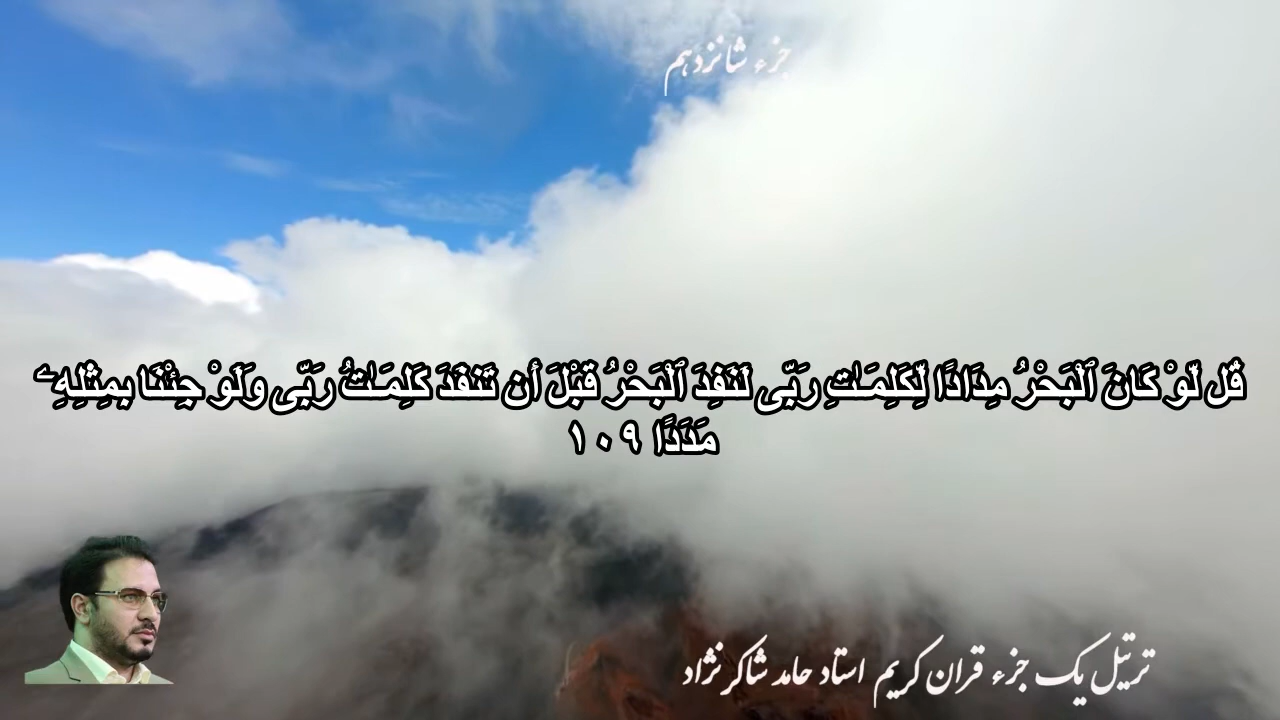 جزء شانزدهم
قُل لَّوْ كَانَ ٱلْبَحْرُ مِدَادًا لِّكَلِمَـٰتِ رَبِّى لَنَفِدَ ٱلْبَحْرُ قَبْلَ أَن تَنفَدَ كَلِمَـٰتُ رَبِّى وَلَوْ جِئْنَا بِمِثْلِهِۦ
مَدَدًا ١٠٩
ترتیل یک جزء قران کریم استاد حامد شاکرنژاد